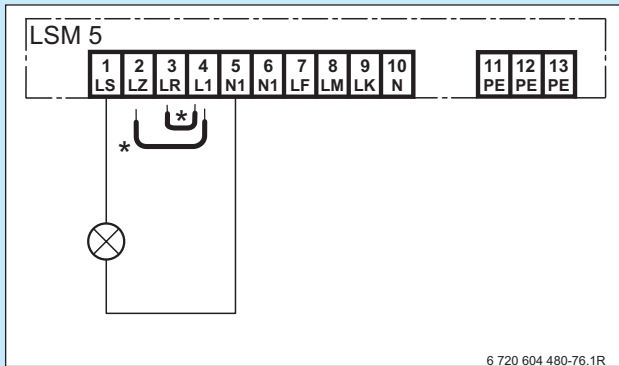 LSM 5
1 2 3 4 5 6 7 8 9 10 11 12 13
LS LZ LR L1 N1 N1 LF LM LK N PE PE PE
*
*
6 720 604 480-76.1R